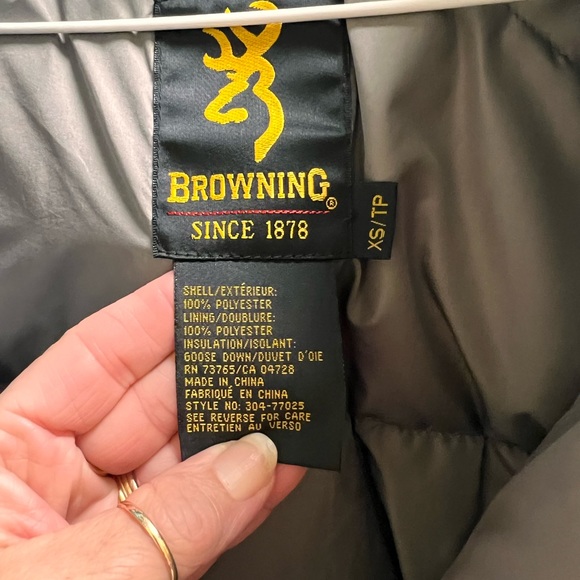 BROWNING®
SINCE 1878
XS/TP
SHELL/EXTÉRIEUR:
100% POLYESTER
LINING/DOUBLURE:
100% POLYESTER
INSULATION/ISOLANT:
GOOSE DOWN/DUVET D'OIE
RN 73765/CA 04728
MADE IN CHINA
FABRIQUÉ EN CHINA
STYLE NO: 304-77025
SEE REVERSE FOR CARE
ENTRETIEN AU VERSO